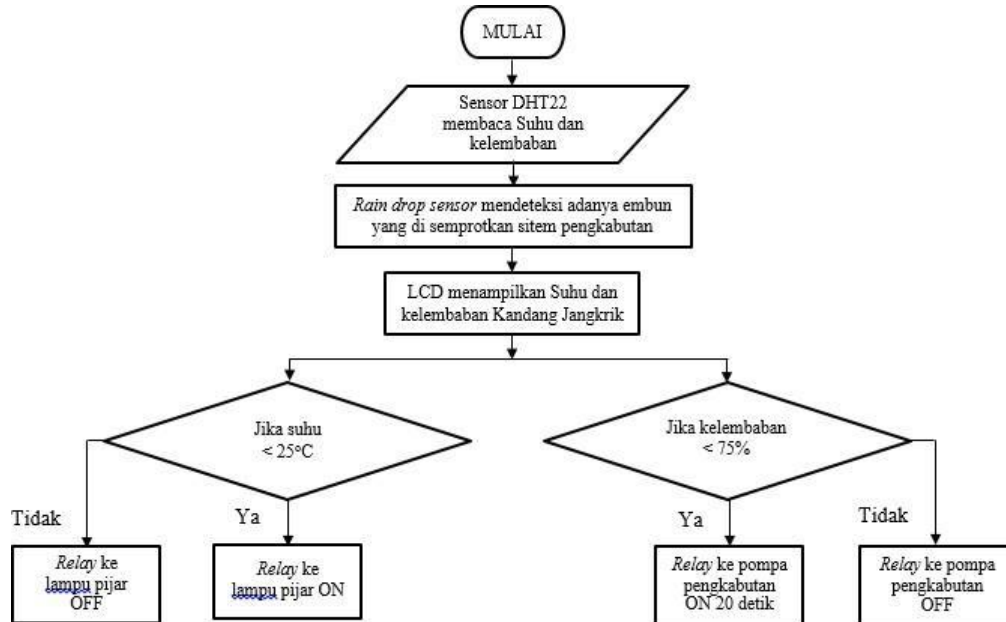 MULAI
Sensor DHT22
membaca Suhu dan
kelembaban
Rain drop sensor mendeteksi adanya embun
yang di semprotkan sitem pengkabutan
LCD menampilkan Suhu dan
kelembaban Kandang Jangkrik
Jika suhu
< 25°C
Jika kelembaban
< 75%
Tidak
Ya
Ya
Tidak
Relay ke
lampu pijar
OFF
Relay ke
lampu pijar ON
Relay ke pompa
pengkabutan
ON 20 detik
Relay ke pompa
pengkabutan
OFF